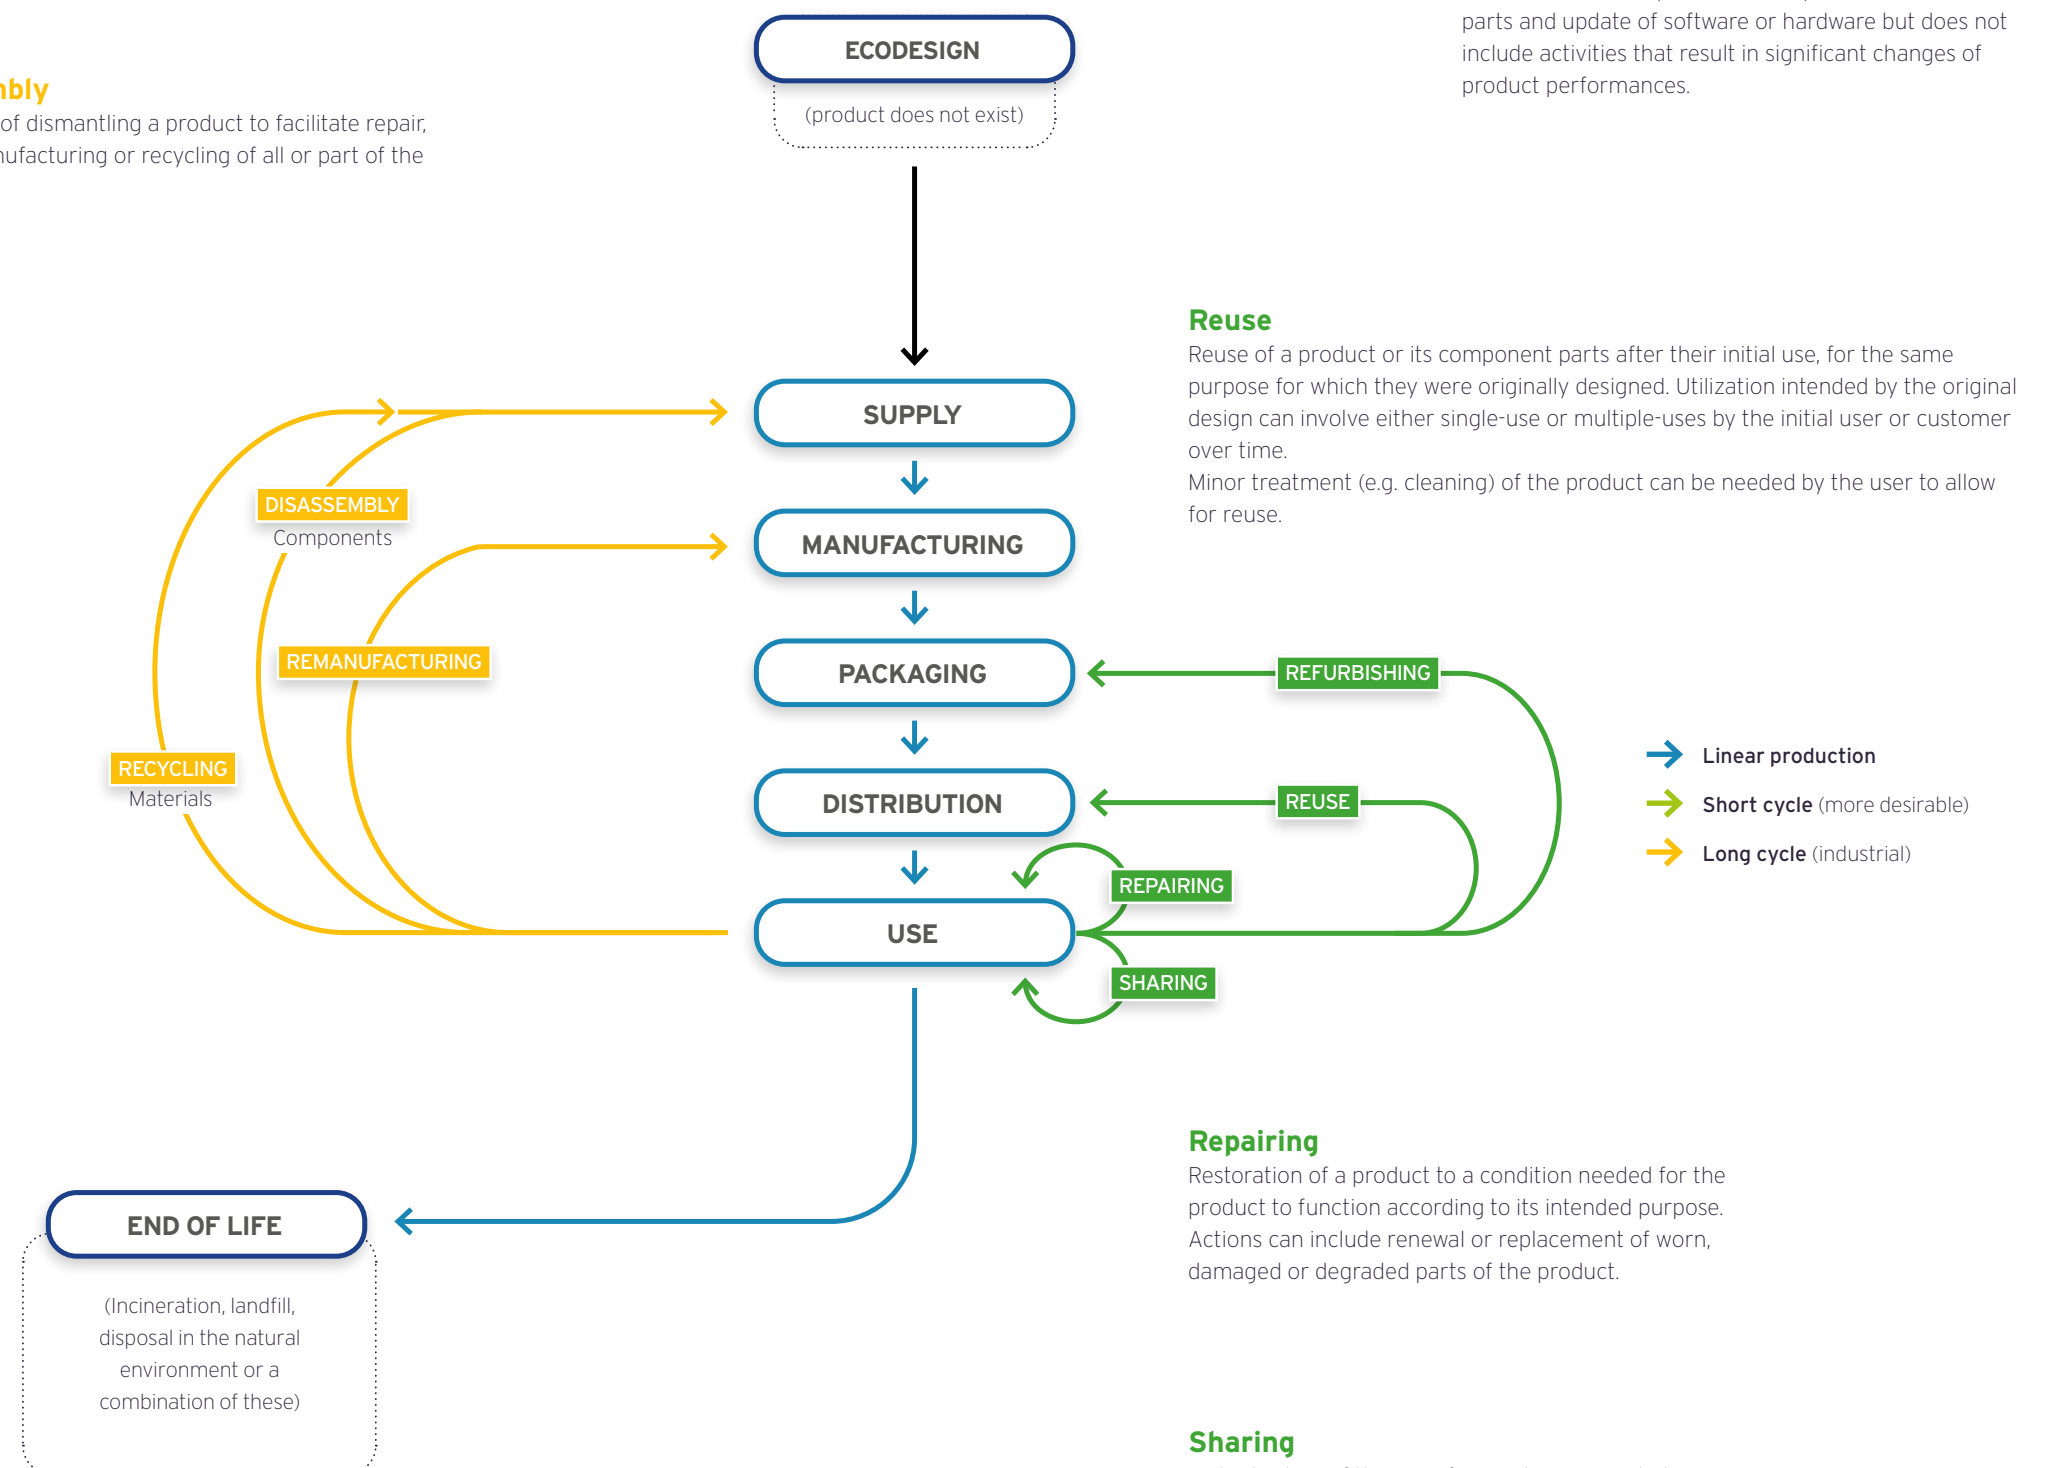 parts and update of software or hardware but does not
include activities that result in significant changes of
product performances.
ECODESIGN
(product does not exist)
of dismantling a product to facilitate repair,
or recycling of all or part of the
Reuse
Reuse of a product or its component parts after their initial use, for the same
purpose for which they were originally designed. Utilization intended by the original
design can involve either single-use or multiple-uses by the initial user or customer
over time.
Minor treatment (e.g. cleaning) of the product can be needed by the user to allow
for reuse.
SUPPLY
DISASSEMBLY
Components
MANUFACTURING
REMANUFACTURING
PACKAGING
REFURBISHING
RECYCLING
Materials
DISTRIBUTION
REUSE
Linear production
Short cycle (more desirable)
Long cycle (industrial)
REPAIRING
USE
SHARING
Repairing
Restoration of a product to a condition needed for the
product to function according to its intended purpose.
Actions can include renewal or replacement of worn,
damaged or degraded parts of the product.
END OF LIFE
(Incineration, landfill,
disposal in the natural
environment or a
combination of these)
Sharing